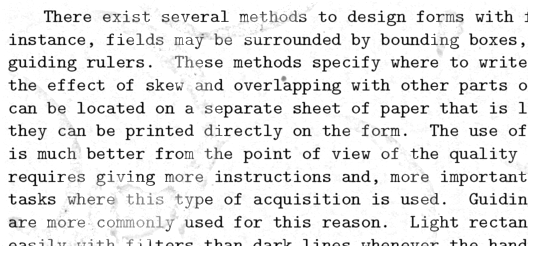 There exist several methods to design forms with
instance, fields may be surrounded by bounding boxes,
guiding rulers. These methods specify where to write
the effect of skew and overlapping with other parts o
can be located on a separate sheet of paper that is l
they can be printed directly on the form. The use of
is much better from the point of view of the quality
requires giving more instructions and, more important
tasks where this type of acquisition is used. Guidin
are more commonly used for this reason. Light rectan
easily with filters than dark lines whenever the hand